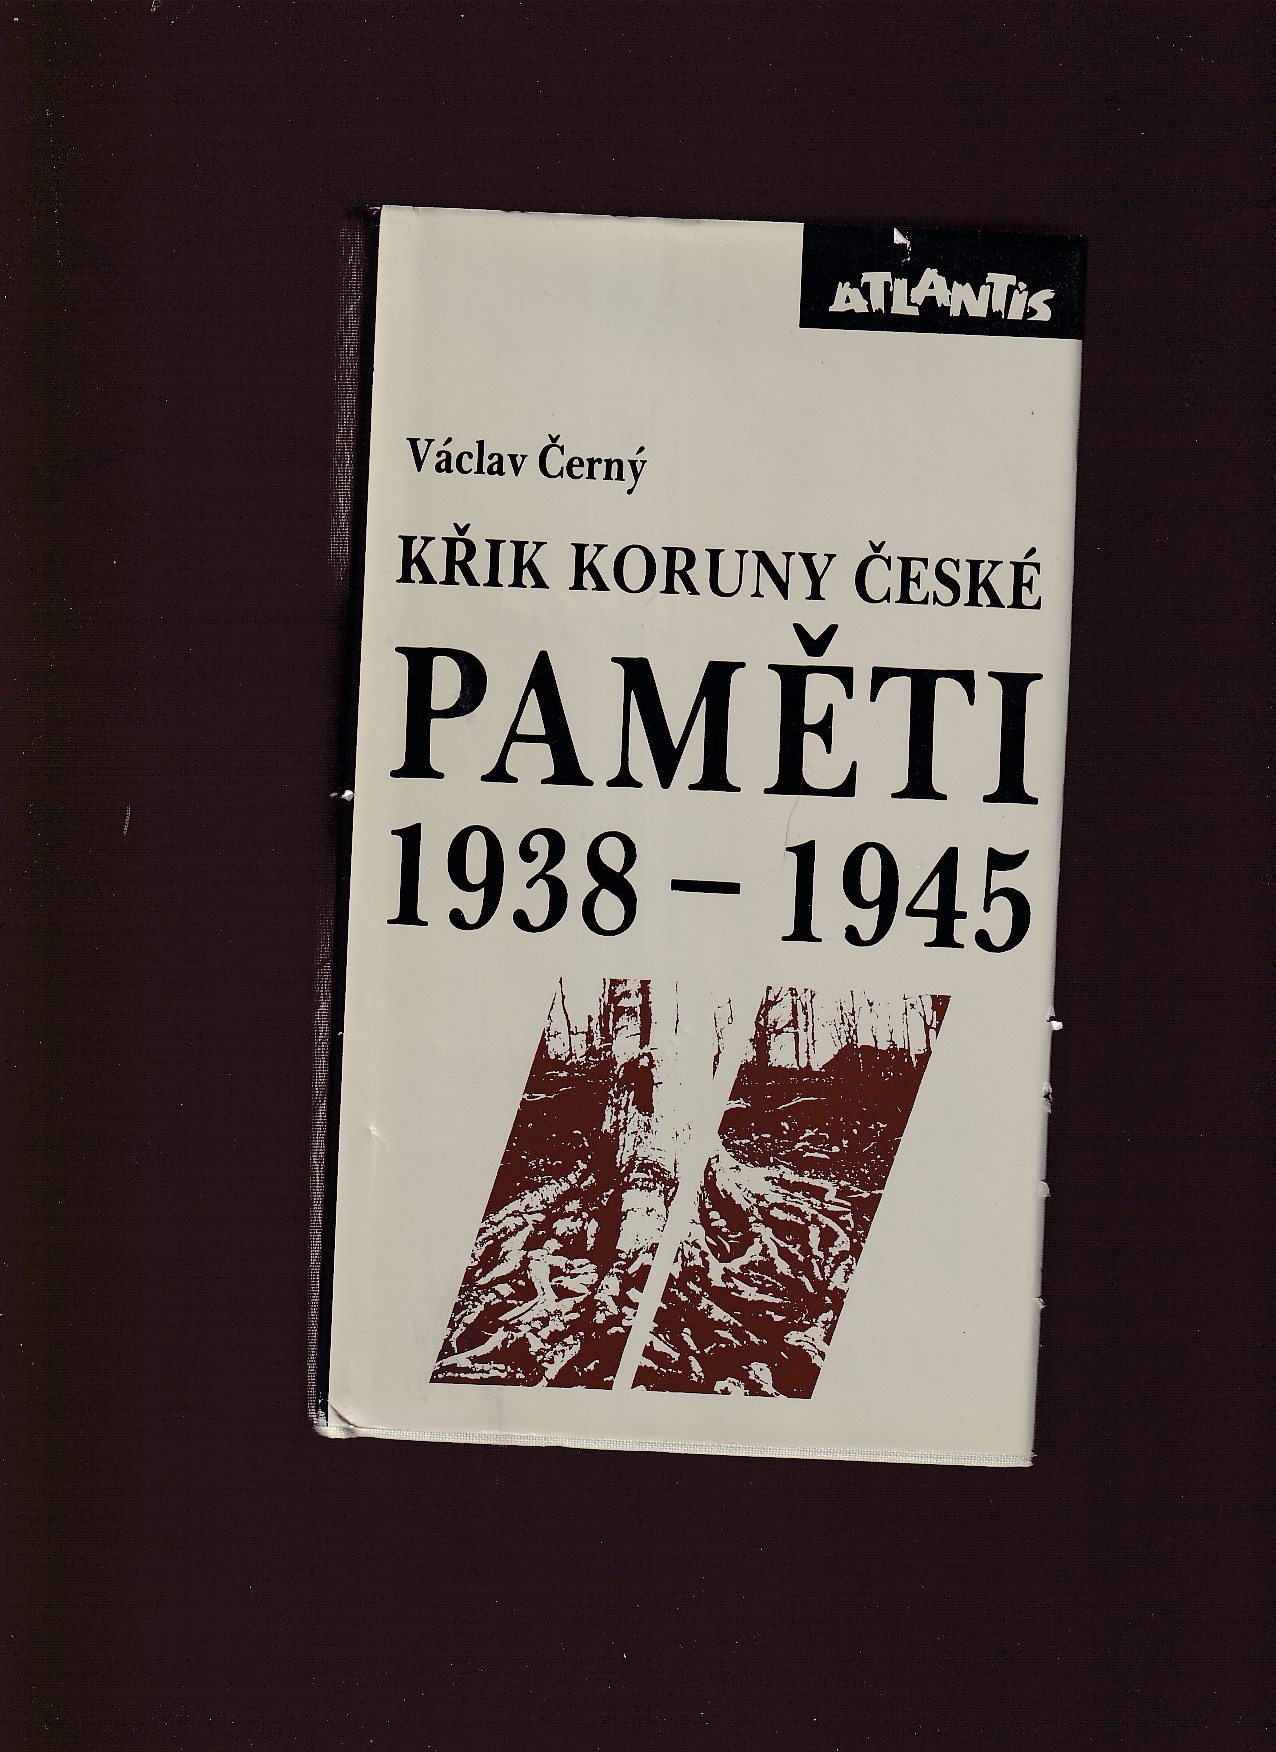 ATLANTIS
Václav Černý
KŘIK KORUNY ČESKÉ
PAMĚTI
1938 – 1945